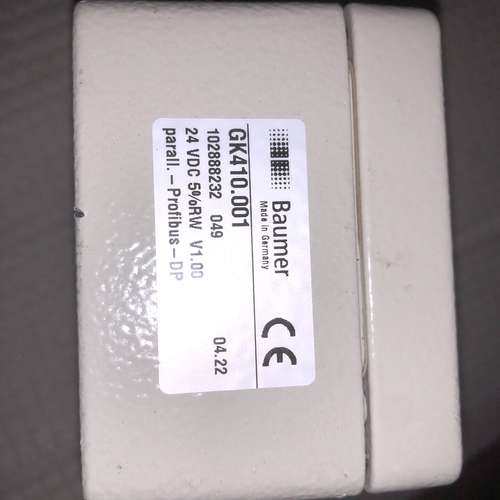 Baumer
Made in Germany
CE
GK410.001
102888232 049
24 VDC 5%RW V1.00
parall.-Profibus-DP
04.22